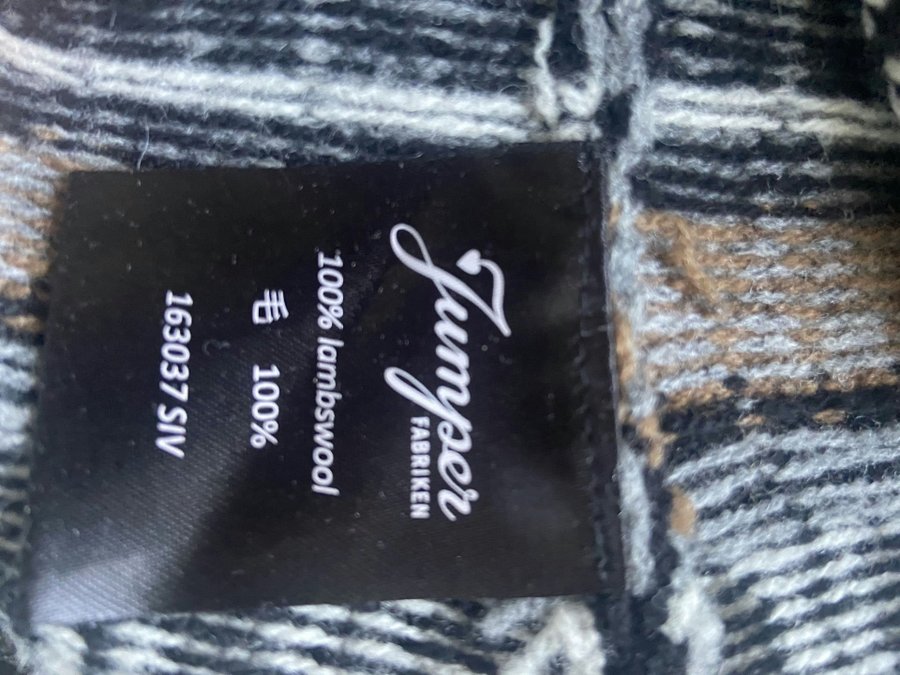 Jumper
FABRIKEN
100% lambswool
毛 100%
163037 SIV